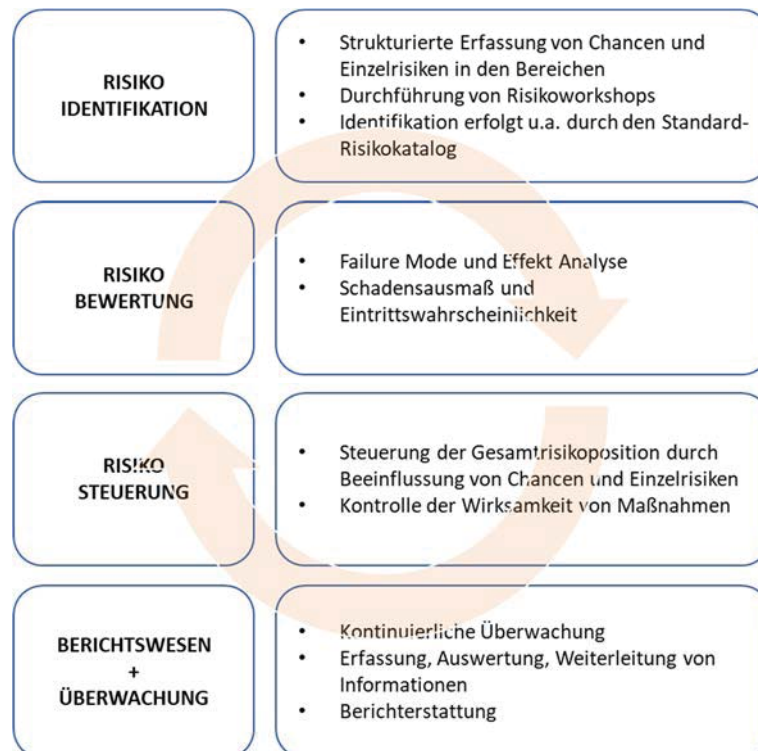 RISIKO
IDENTIFIKATION
• Strukturierte Erfassung von Chancen und
Einzelrisiken in den Bereichen
• Durchführung von Risikoworkshops
• Identifikation erfolgt u.a. durch den Standard-
Risikokatalog
RISIKO
BEWERTUNG
• Failure Mode und Effekt Analyse
• Schadensausmaß und
Eintrittswahrscheinlichkeit
RISIKO
STEUERUNG
• Steuerung der Gesamtrisikoposition durch
Beeinflussung von Chancen und Einzelrisiken
• Kontrolle der Wirksamkeit von Maßnahmen
BERICHTSWESEN
+
ÜBERWACHUNG
• Kontinuierliche Überwachung
• Erfassung, Auswertung, Weiterleitung von
Informationen
• Berichterstattung